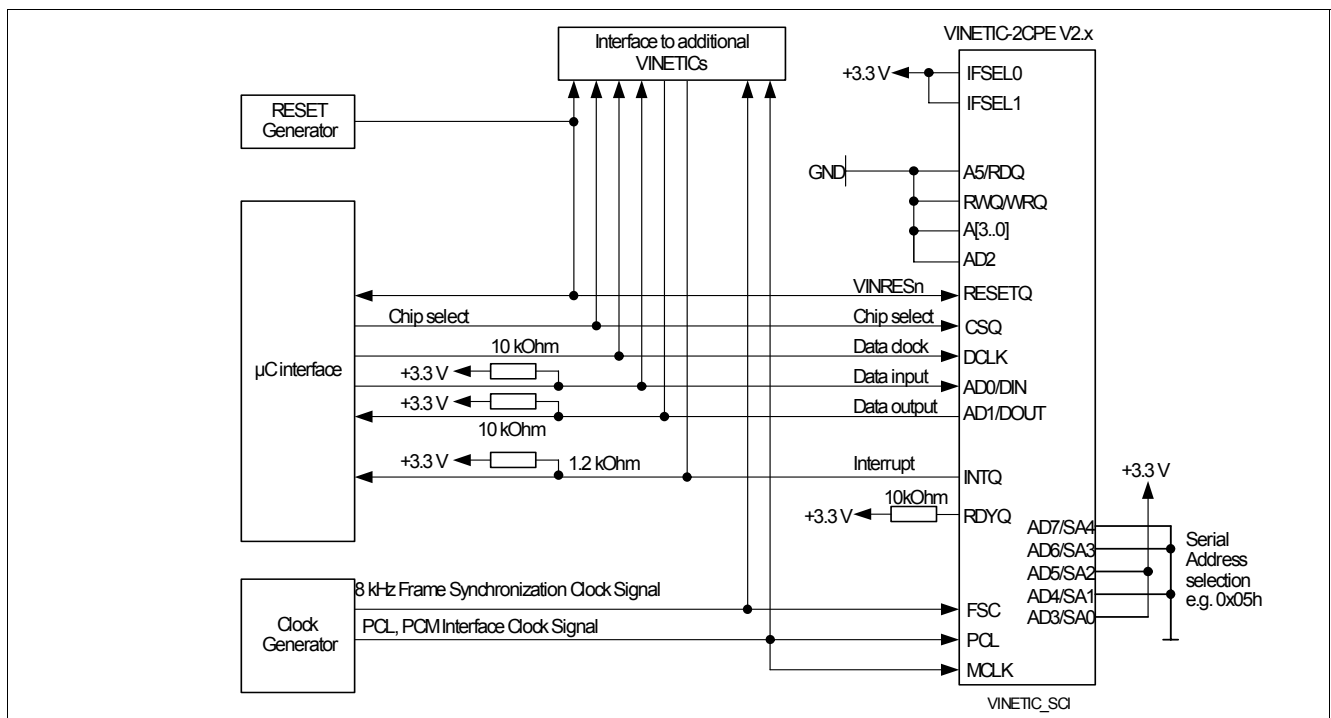 Interface to additional
VINETICs
VINETIC-2CPE V2.x
+3.3 V
IFSEL0
IFSEL1
RESET
Generator
GND
A5/RDQ
RWQ/WRQ
A[3..0]
AD2
µC interface
VINRESn
RESETQ
Chip select
Chip select
CSQ
10 kOhm
Data clock
DCLK
+3.3 V
Data input
AD0/DIN
+3.3 V
Data output
AD1/DOUT
10 kOhm
+3.3 V
1.2 kOhm
Interrupt
INTQ
+3.3 V
10kOhm
RDYQ
+3.3 V
AD7/SA4
AD6/SA3
AD5/SA2
AD4/SA1
AD3/SA0
Serial
Address
selection
e.g. 0x05h
Clock
Generator
8 kHz Frame Synchronization Clock Signal
FSC
PCL, PCM Interface Clock Signal
PCL
MCLK
VINETIC_SCI